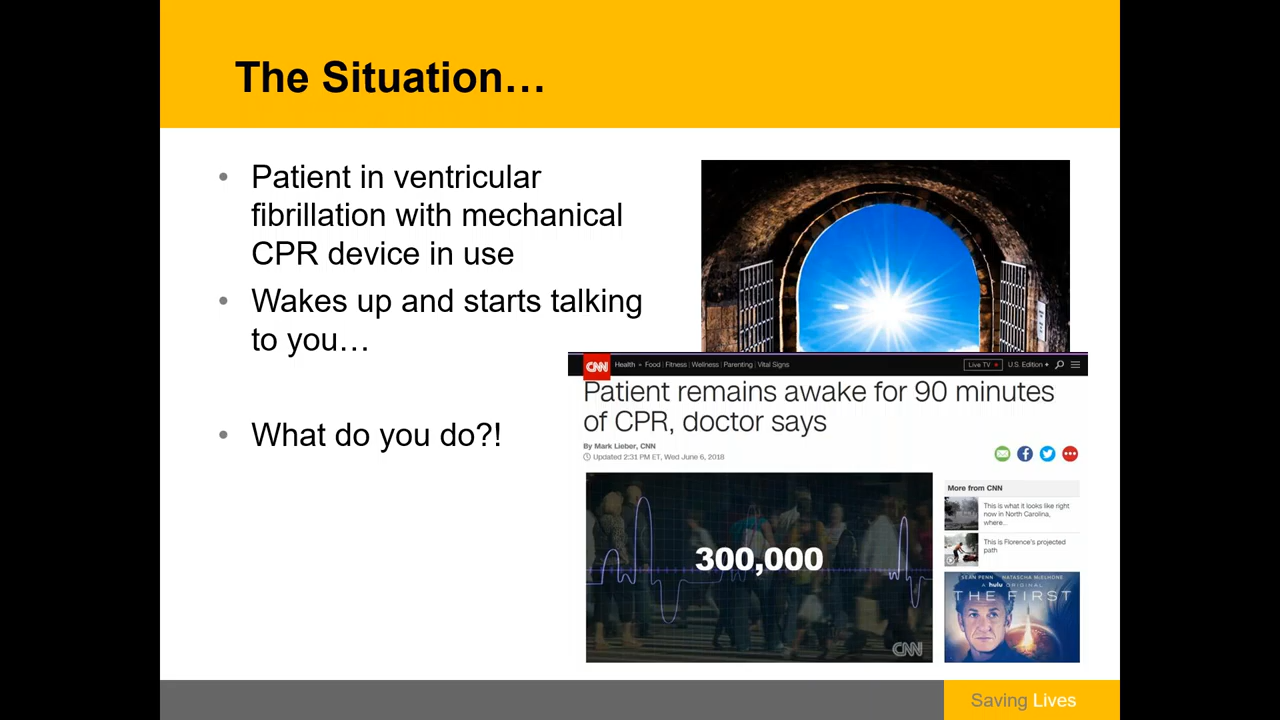 The Situation…
• Patient in ventricular
fibrillation with mechanical
CPR device in use
• Wakes up and starts talking
to you…
• What do you do?!
CNN Health » Food | Fitness | Wellness | Parenting | Vital Signs Live TV • U.S. Edition
Patient remains awake for 90 minutes
of CPR, doctor says
By Mark Lieber, CNN
Updated 2:31 PM ET, Wed June 6, 2018
300,000
CNN
More from CNN
This is what it looks like right
now in North Carolina,
where...
This is Florence's projected
path
SEAN PENN NATASCHA McELHONE
A hulu ORIGINAL
THE FIRST
Saving Lives